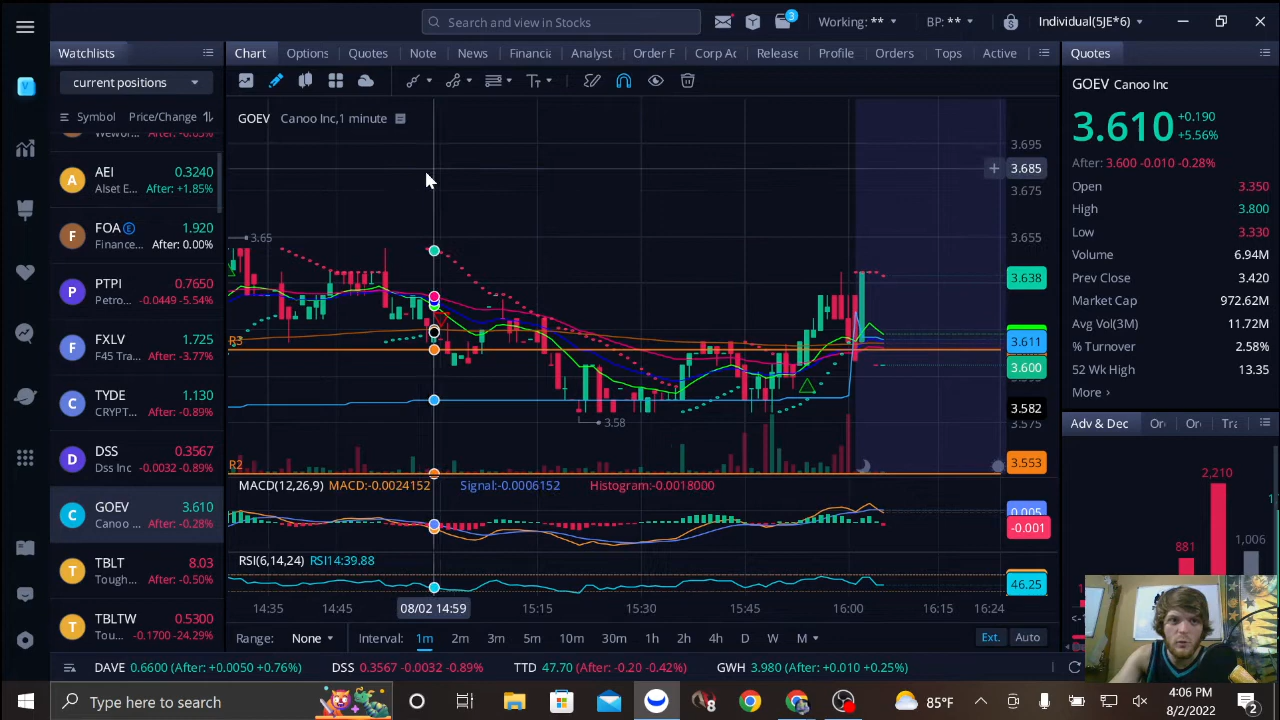 Search and view in Stocks
3
Working: **
BP: **
Individual(5JE*6)
Watchlists
Chart
Options
Quotes
Note
News
Financia
Analyst
Order F
Corp Ac
Release
Profile
Orders
Tops
Active
Quotes
current positions
Symbol
Price/Change
After: -0.03%
A
AEI
0.3240
Alset E...
After: +1.85%
F
FOA
E
1.920
Finance...
After: 0.00%
P
PTPI
0.7650
Petro...
-0.0449 -5.54%
F
FXLV
1.725
F45 Tra...
After: -3.77%
C
TYDE
1.130
CRYPT...
After: -0.89%
D
DSS
0.3567
Dss Inc
-0.0032 -0.89%
C
GOEV
3.610
Canoo ...
After: -0.28%
T
TBLT
8.03
Tough...
After: -0.50%
T
TBLTW
0.5300
Tou...
-0.1700 -24.29%
GOEV
Canoo Inc,1 minute
3.695
3.685
3.675
3.655
3.638
3.611
3.600
3.582
3.575
3.553
3.65
3.58
R3
R2
MACD(12,26,9)
MACD:-0.0024152
Signal:-0.0006152
Histogram:-0.0018000
0.005
-0.001
RSI(6,14,24)
RSI14:39.88
46.25
14:35
14:45
08/02 14:59
15:15
15:30
15:45
16:00
16:15
16:24
Range:
None
Interval:
1m
2m
3m
5m
10m
30m
1h
2h
4h
D
W
M
Ext.
Auto
GOEV Canoo Inc
3.610
+0.190
+5.56%
After: 3.600 -0.010 -0.28%
Open 3.350
High 3.800
Low 3.330
Volume 6.94M
Prev Close 3.420
Market Cap 972.62M
Avg Vol(3M) 11.72M
% Turnover 2.58%
52 Wk High 13.35
More >
Adv & Dec
Or
Or
Tra
2,210
1,006
881
DAVE 0.6600 (After: +0.0050 +0.76%)
DSS 0.3567 -0.0032 -0.89%
TTD 47.70 (After: -0.20 -0.42%)
GWH 3.980 (After: +0.010 +0.25%)
Type here to search
8
85°F
4:06 PM
8/2/2022
2